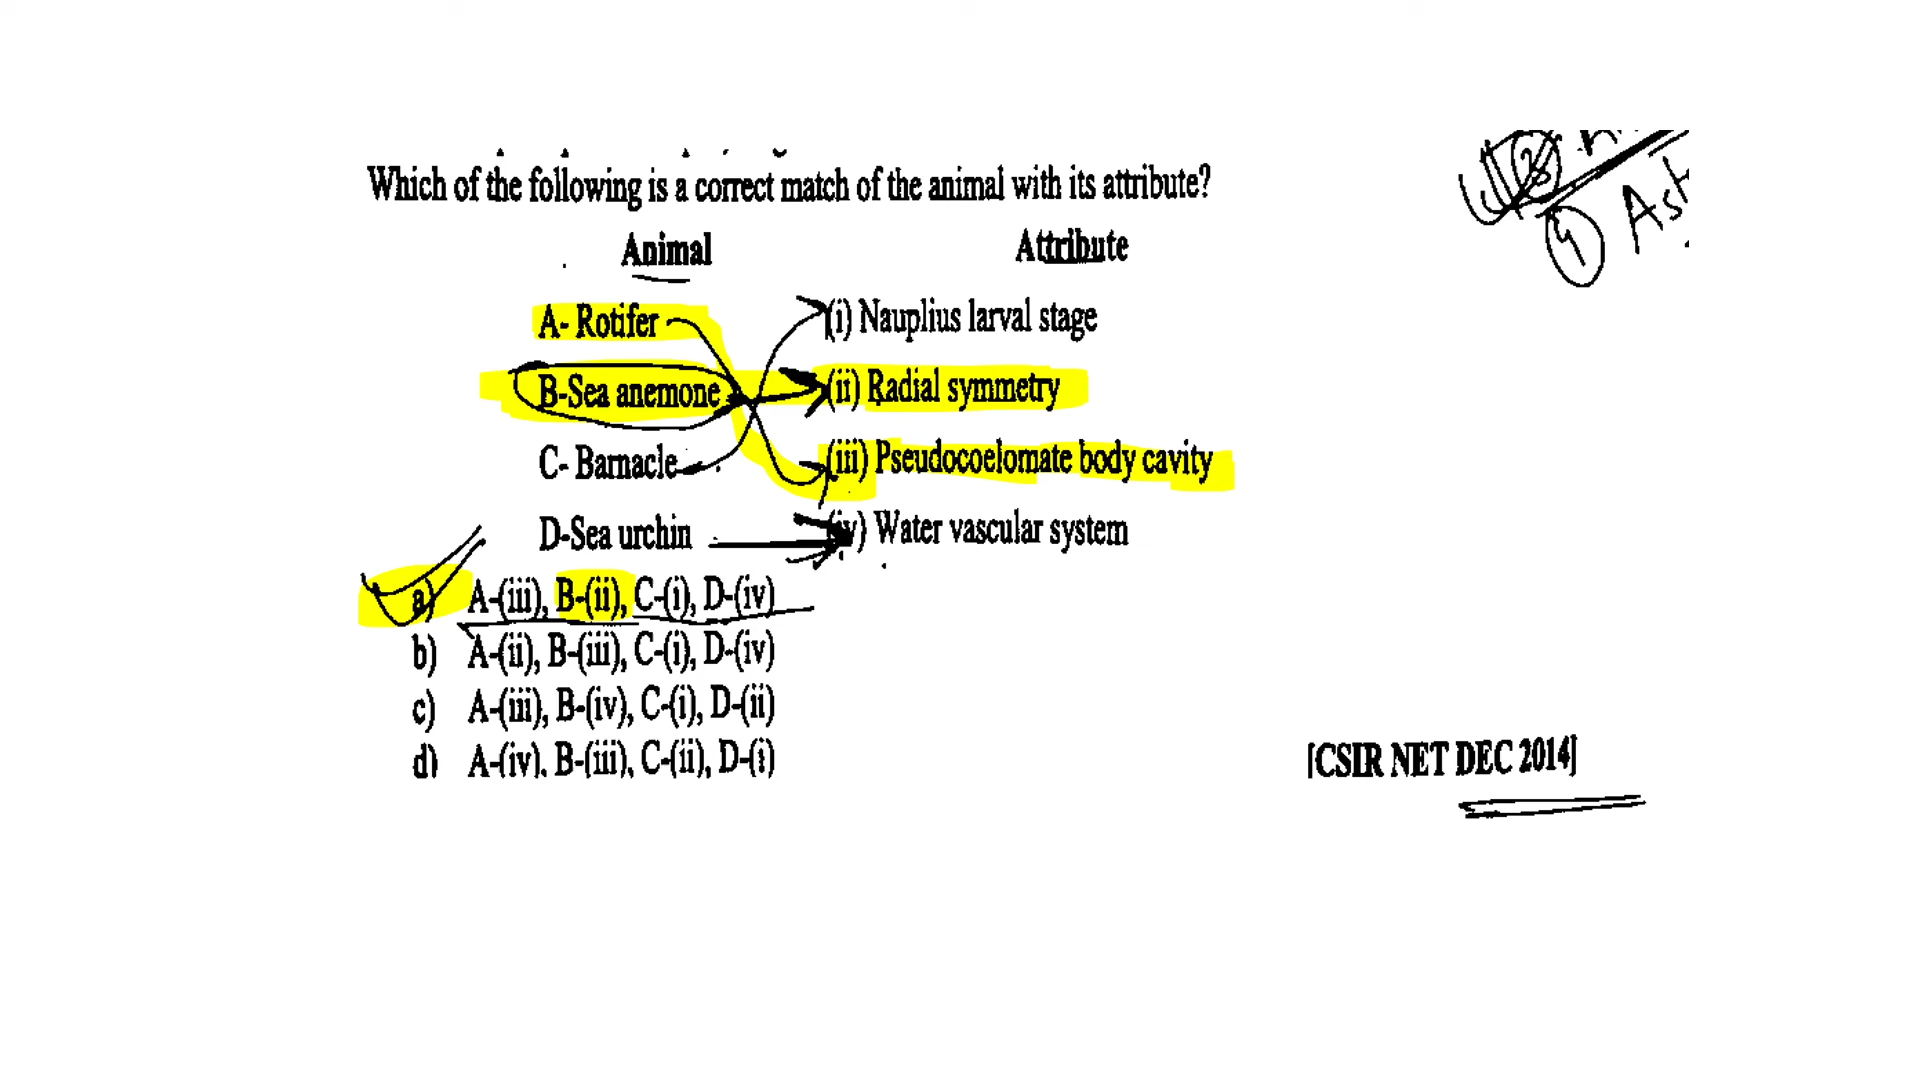 Which of the following is a correct match of the animal with its attribute?
Animal Attribute
A- Rotifer (i) Nauplius larval stage
B-Sea anemone (ii) Radial symmetry
C- Barnacle (iii) Pseudocoelomate body cavity
D-Sea urchin (iv) Water vascular system
a) A-(iii), B-(ii), C-(i), D-(iv)
b) A-(ii), B-(iii), C-(i), D-(iv)
c) A-(iii), B-(iv), C-(i), D-(ii)
d) A-(iv), B-(iii), C-(ii), D-(i)
[CSIR NET DEC 2014]